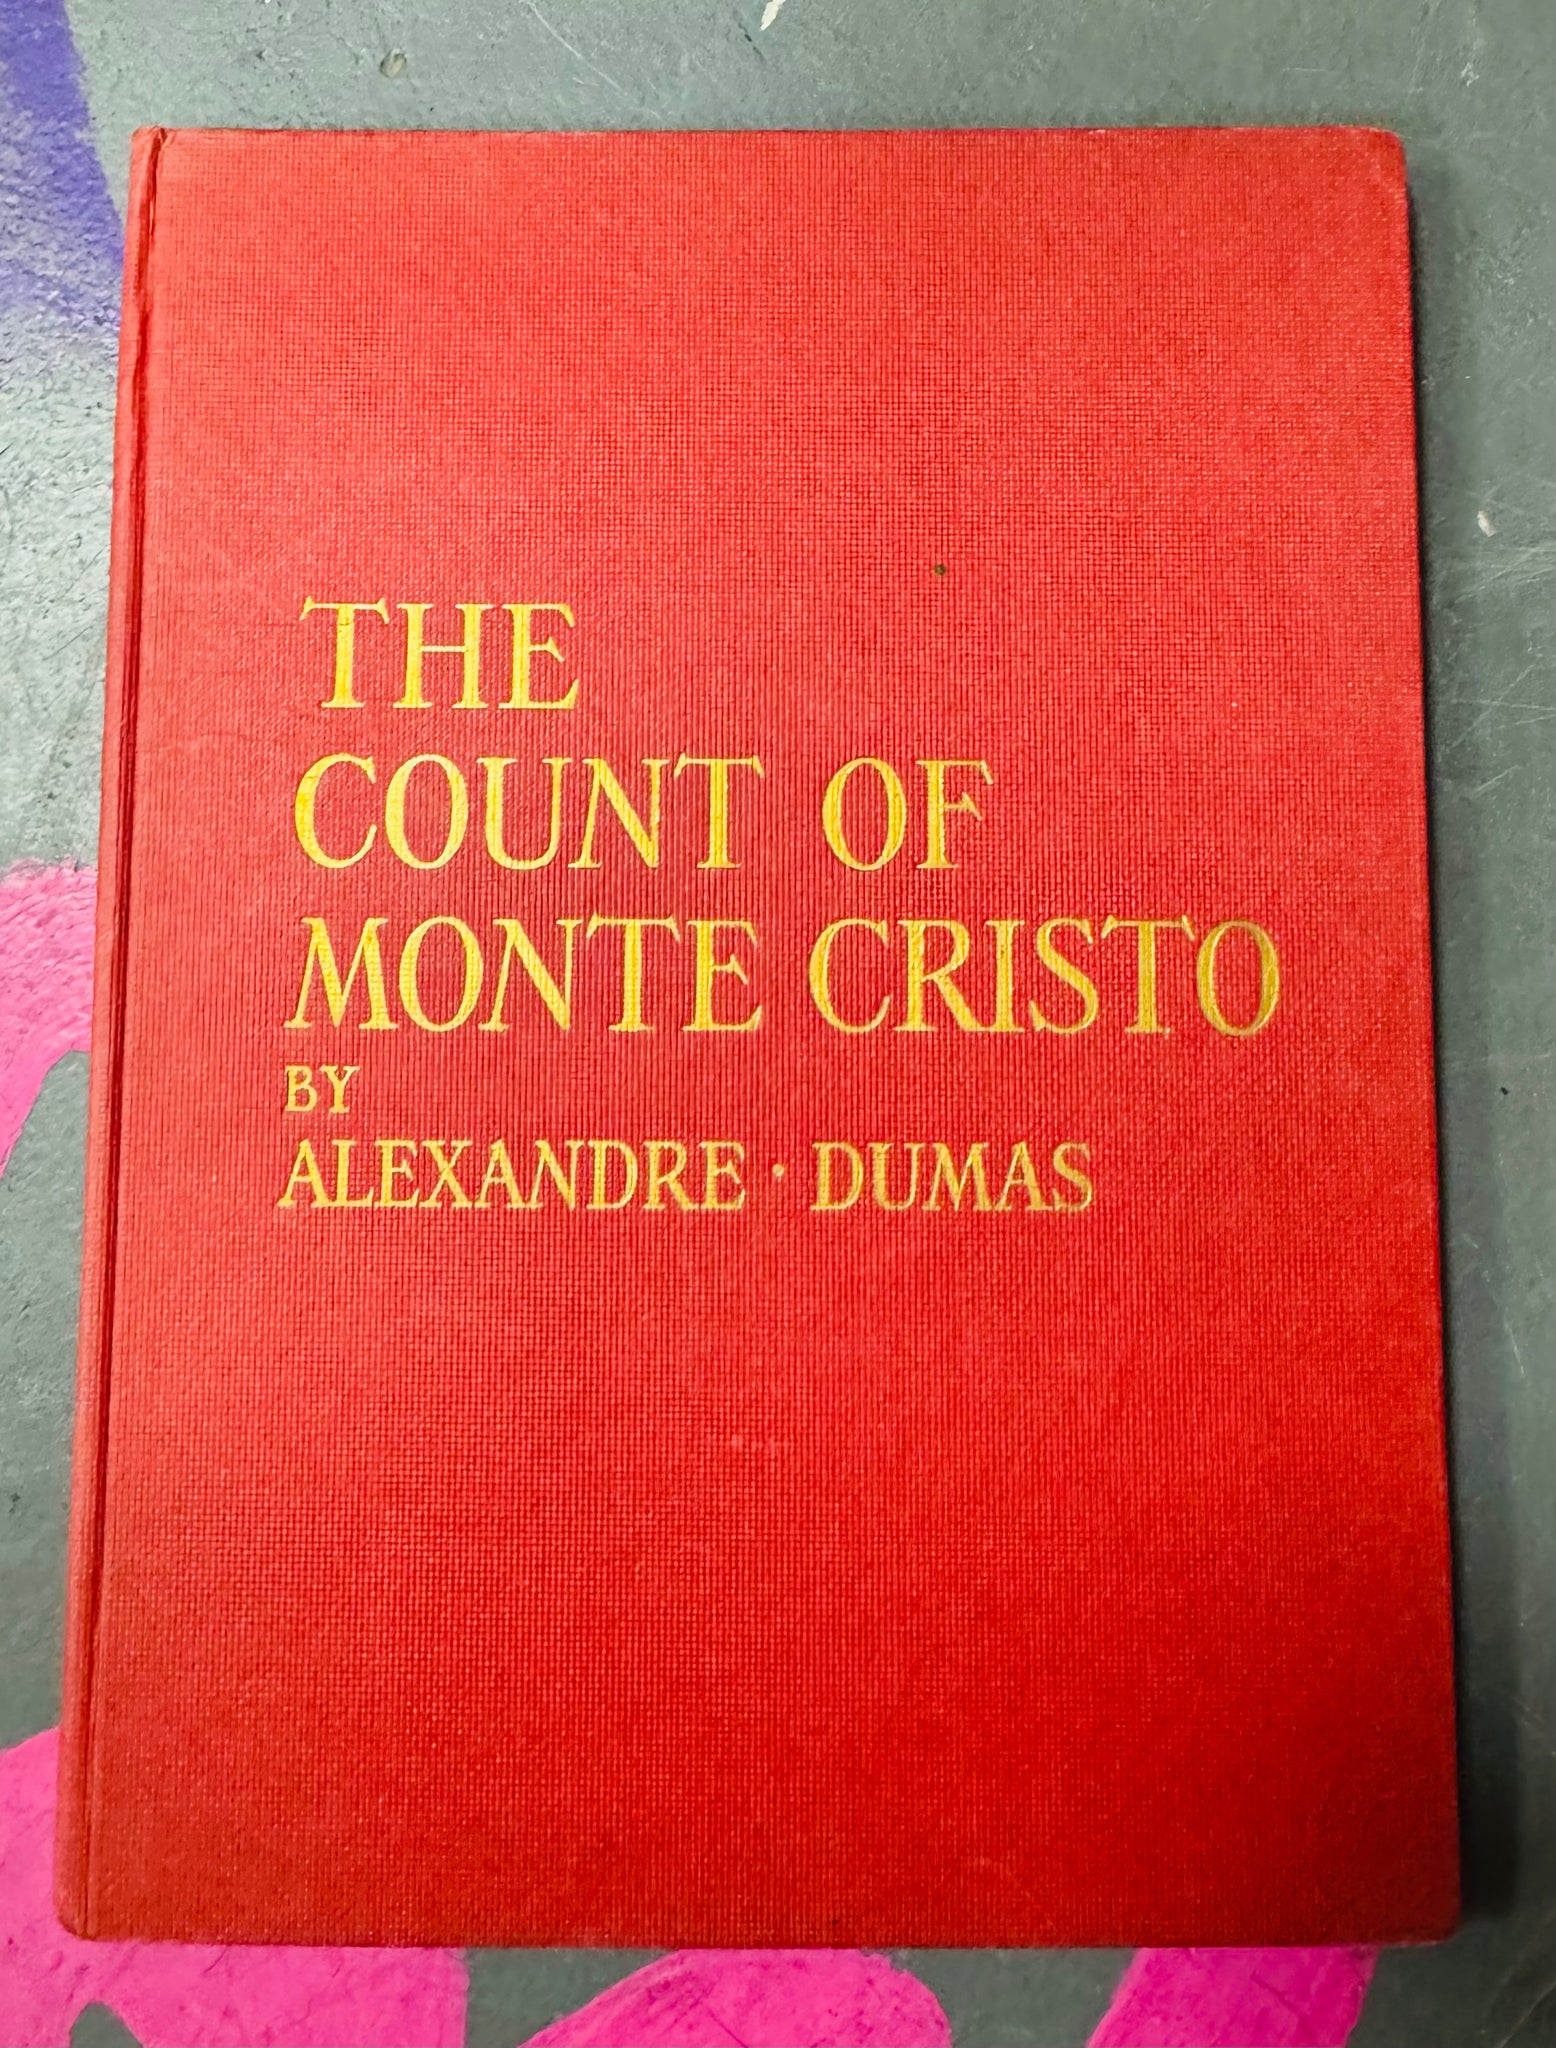 THE
COUNT OF
MONTE CRISTO
BY
ALEXANDRE · DUMAS